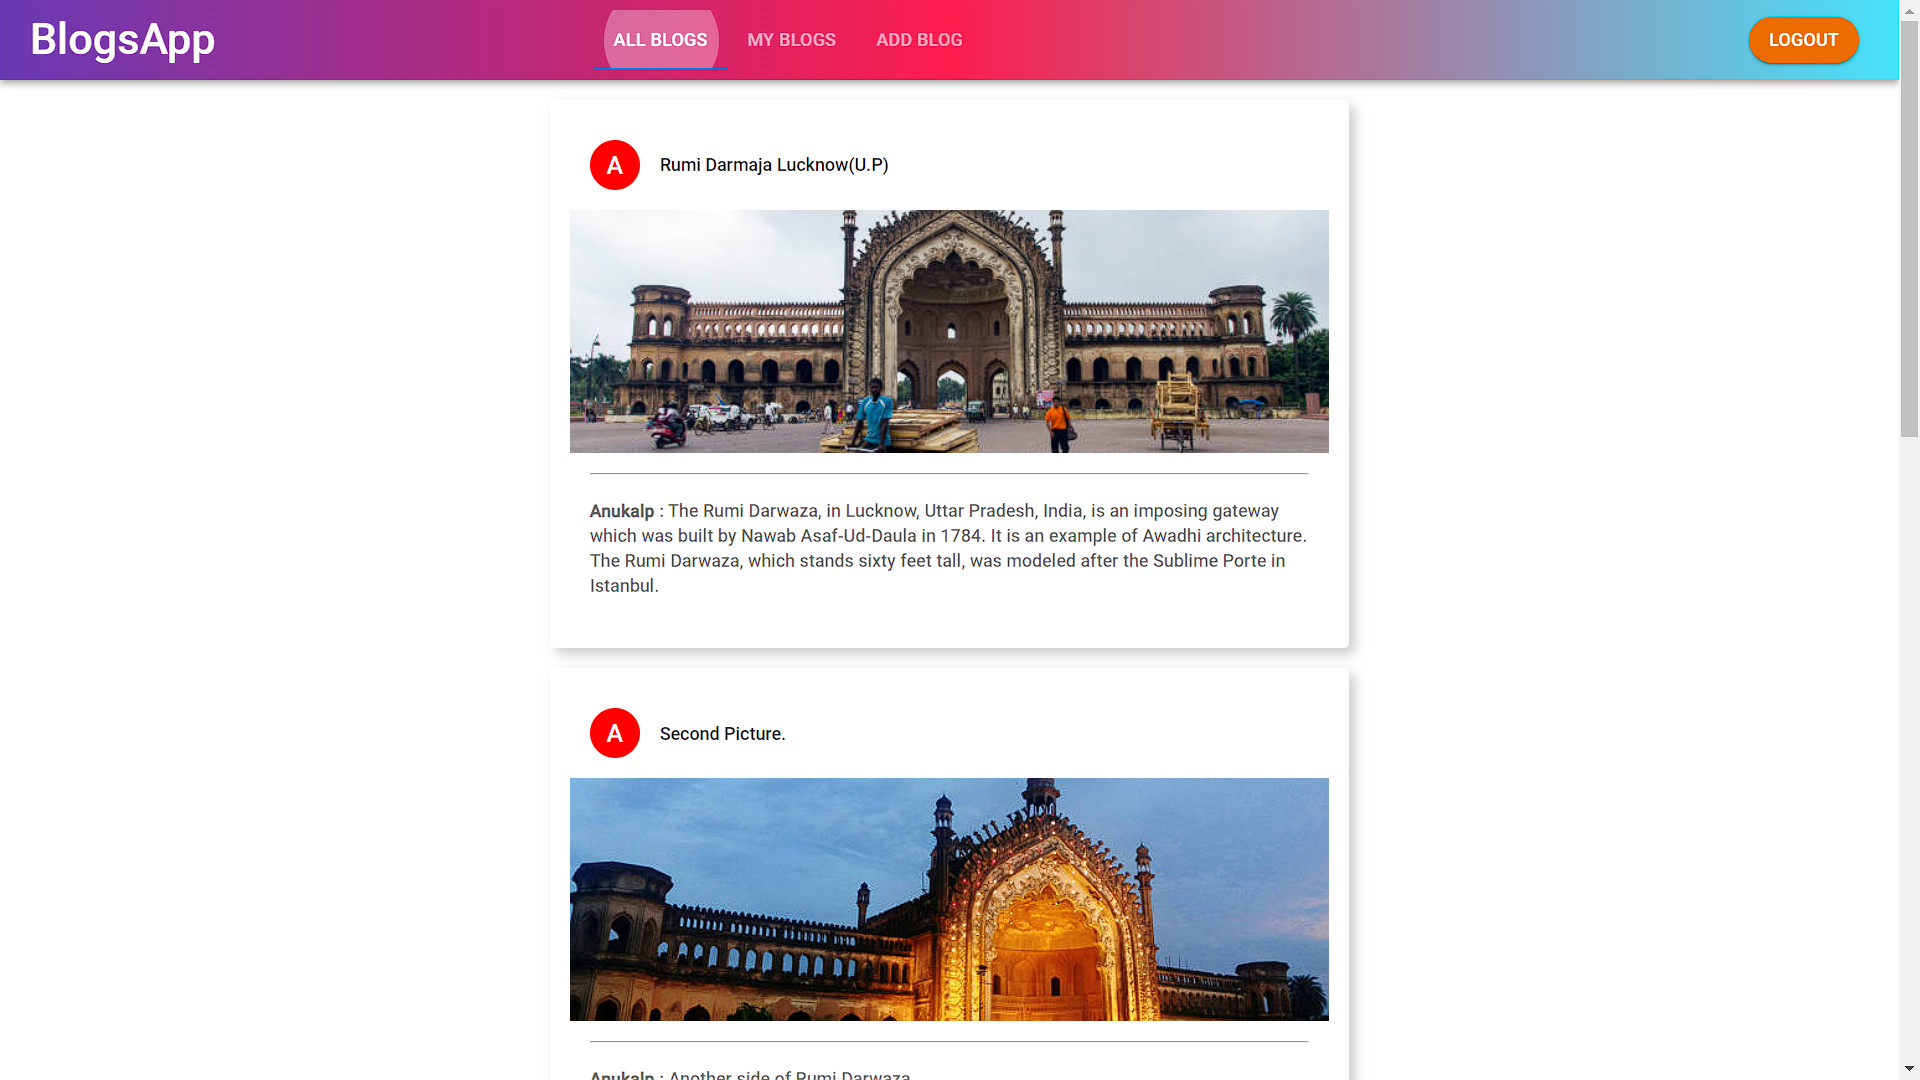 BlogsApp
ALL BLOGS
MY BLOGS
ADD BLOG
LOGOUT
A
Rumi Darmaja Lucknow(U.P)
Anukalp : The Rumi Darwaza, in Lucknow, Uttar Pradesh, India, is an imposing gateway
which was built by Nawab Asaf-Ud-Daula in 1784. It is an example of Awadhi architecture.
The Rumi Darwaza, which stands sixty feet tall, was modeled after the Sublime Porte in
Istanbul.
A
Second Picture.
Anukalp : Another side of Rumi Darwaza